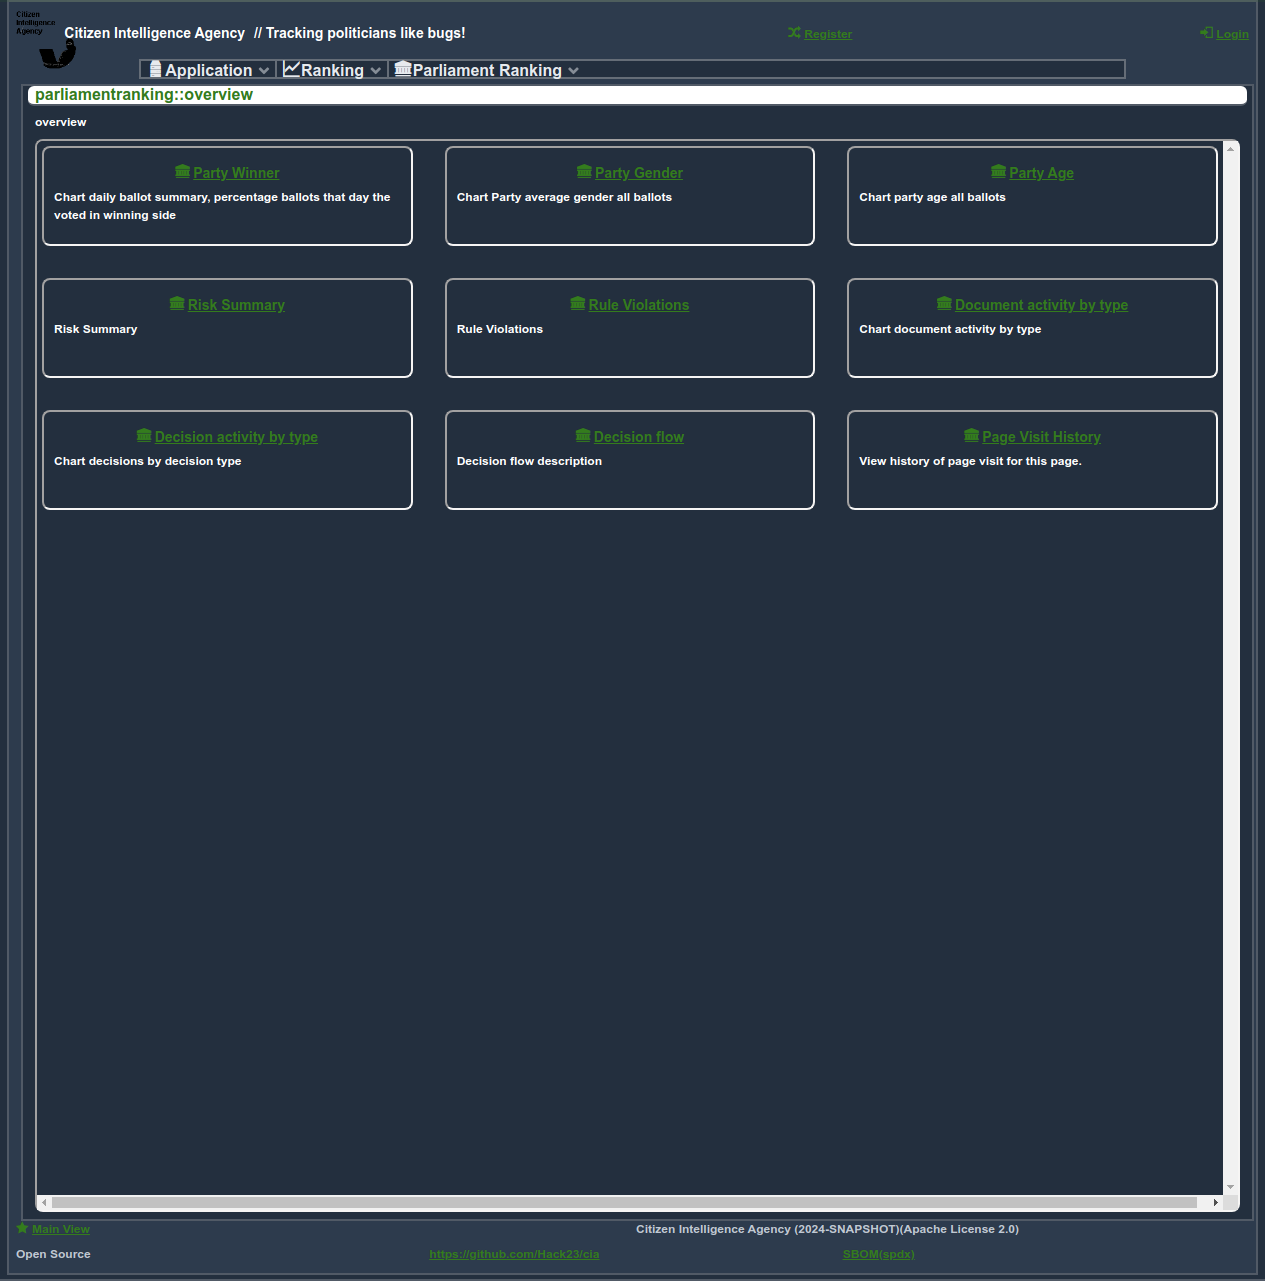 Citizen
Intelligence
Agency
Citizen Intelligence Agency // Tracking politicians like bugs!
Register
Login
Application
Ranking
Parliament Ranking
parliamentranking::overview
overview
Party Winner
Chart daily ballot summary, percentage ballots that day the
voted in winning side
Party Gender
Chart Party average gender all ballots
Party Age
Chart party age all ballots
Risk Summary
Risk Summary
Rule Violations
Rule Violations
Document activity by type
Chart document activity by type
Decision activity by type
Chart decisions by decision type
Decision flow
Decision flow description
Page Visit History
View history of page visit for this page.
Main View
Citizen Intelligence Agency (2024-SNAPSHOT)(Apache License 2.0)
Open Source
https://github.com/Hack23/cia
SBOM(spdx)